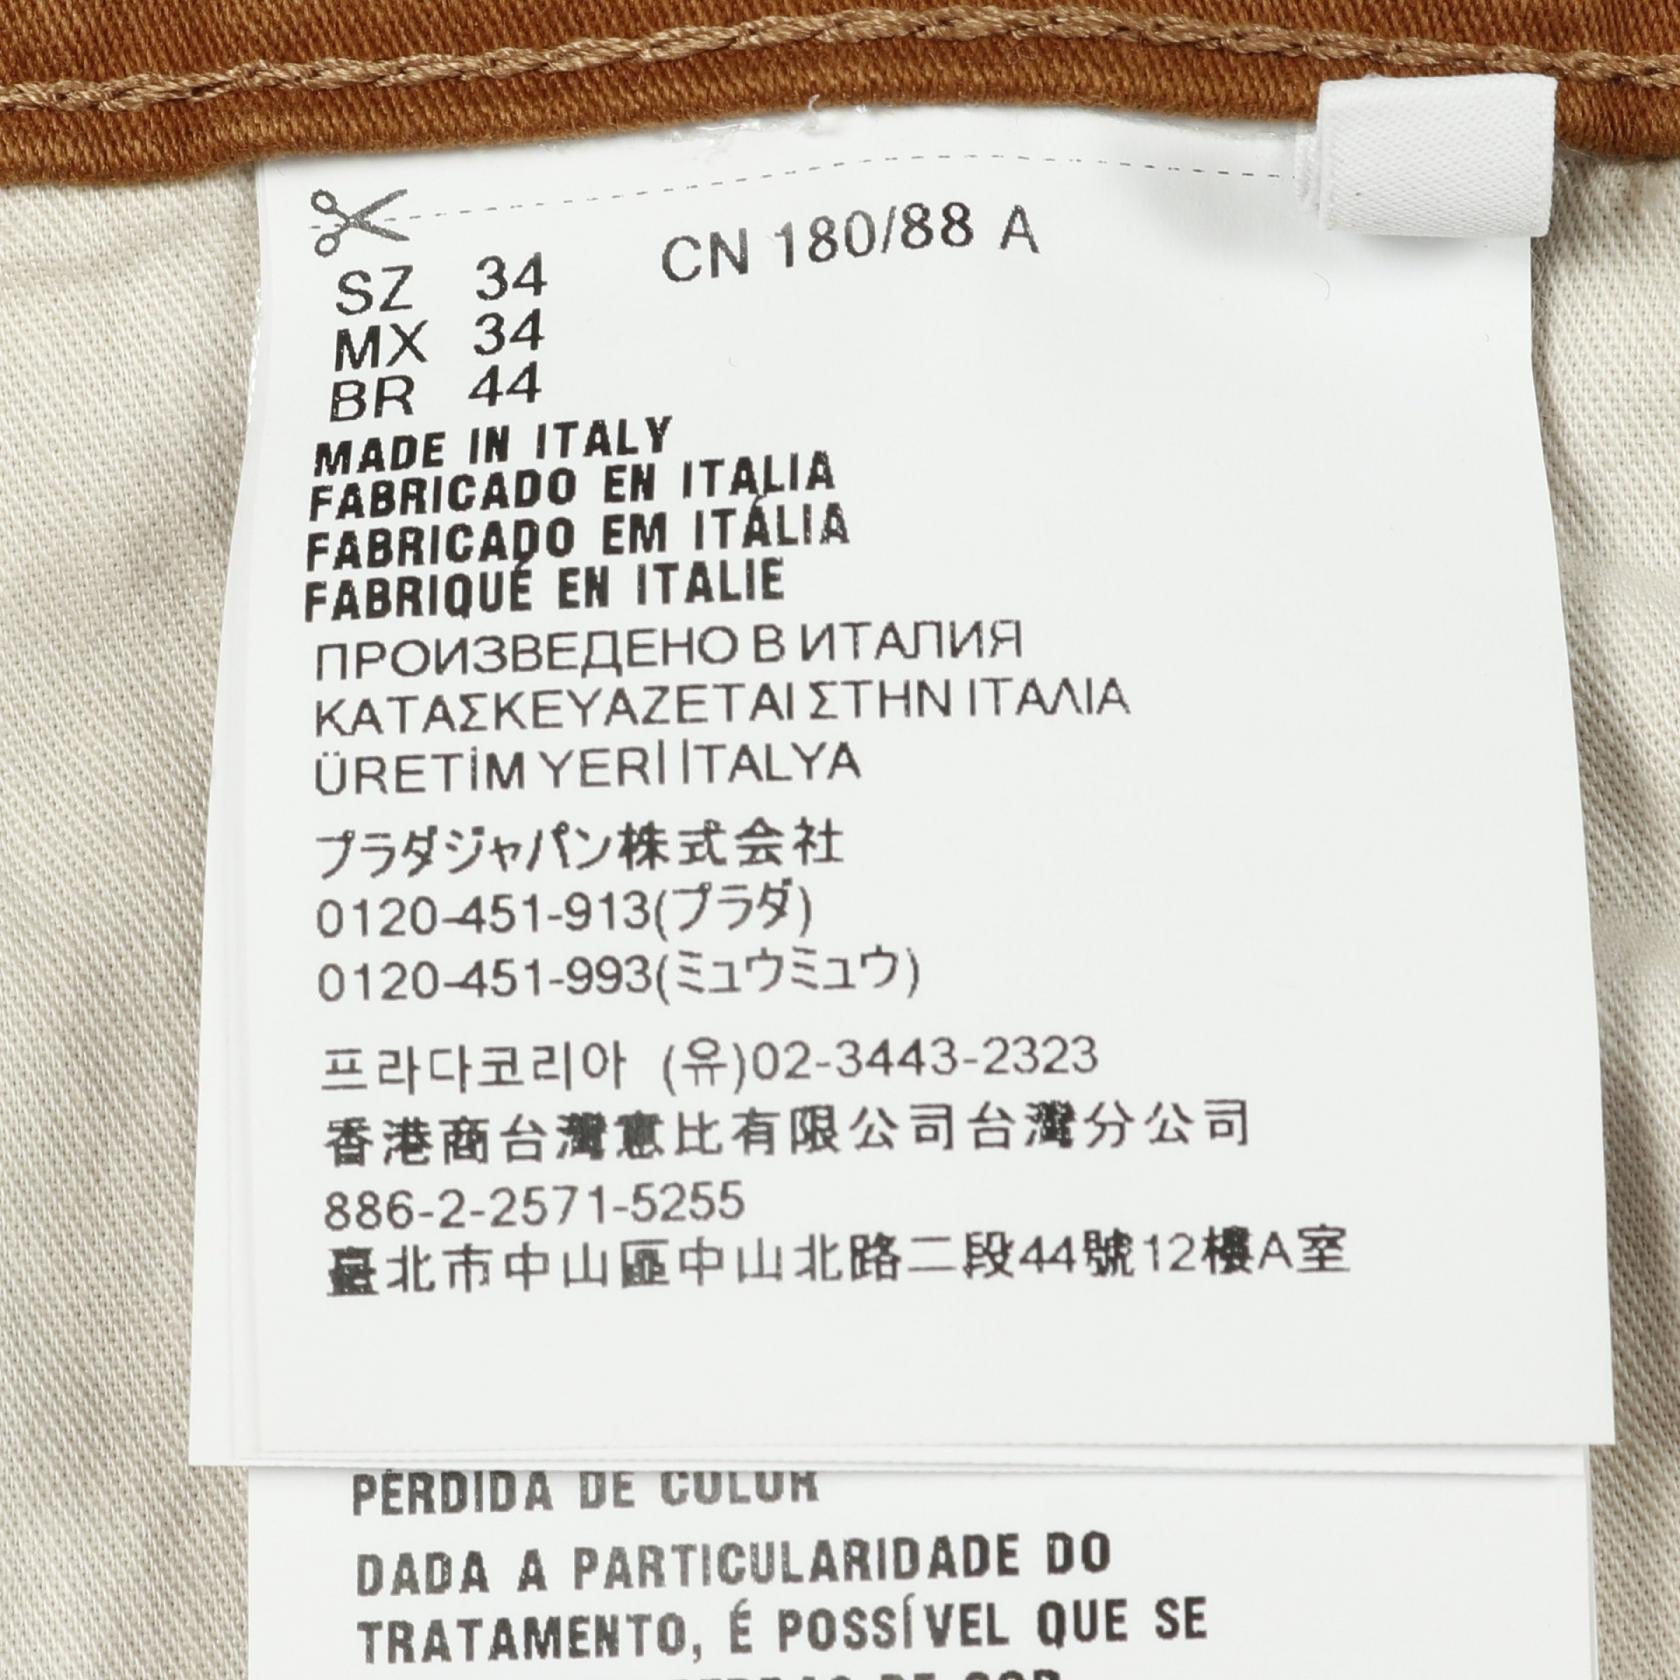 SZ 34 CN 180/88 A
MX 34
BR 44
MADE IN ITALY
FABRICADO EN ITALIA
FABRICADO EM ITÁLIA
FABRIQUÉ EN ITALIE
ПРОИЗВЕДЕНО В ИТАЛИЯ
ΚΑΤΑΣΚΕΥΑΖΕΤΑΙ ΣΤΗΝ ΙΤΑΛΙΑ
ÜRETİM YERİ İTALYA
プラダジャパン株式会社
0120-451-913(プラダ)
0120-451-993(ミュウミュウ)
프라다코리아 (유)02-3443-2323
香港商台灣惠比有限公司台灣分公司
886-2-2571-5255
臺北市中山區中山北路二段44號12樓A室
PÉRDIDA DE COLOR
DADA A PARTICULARIDADE DO
TRATAMENTO, É POSSÍVEL QUE SE
DE COR